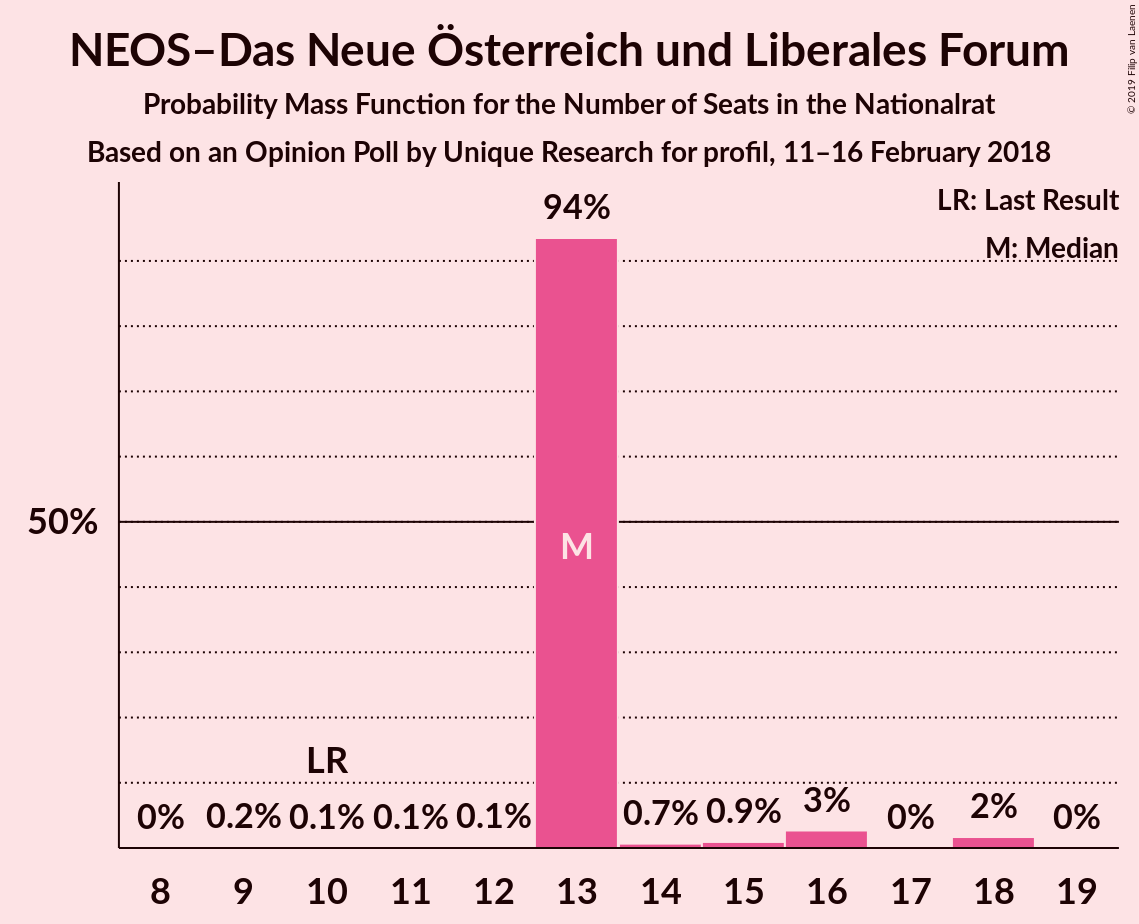 NEOS–Das Neue Österreich und Liberales Forum
Probability Mass Function for the Number of Seats in the Nationalrat
Based on an Opinion Poll by Unique Research for profil, 11–16 February 2018
© 2019 Filip van Laenen
LR: Last Result
M: Median
94%
50%
M
LR
0% 0.2% 0.1% 0.1% 0.1% 0.7% 0.9% 3% 0% 2% 0%
8 9 10 11 12 13 14 15 16 17 18 19